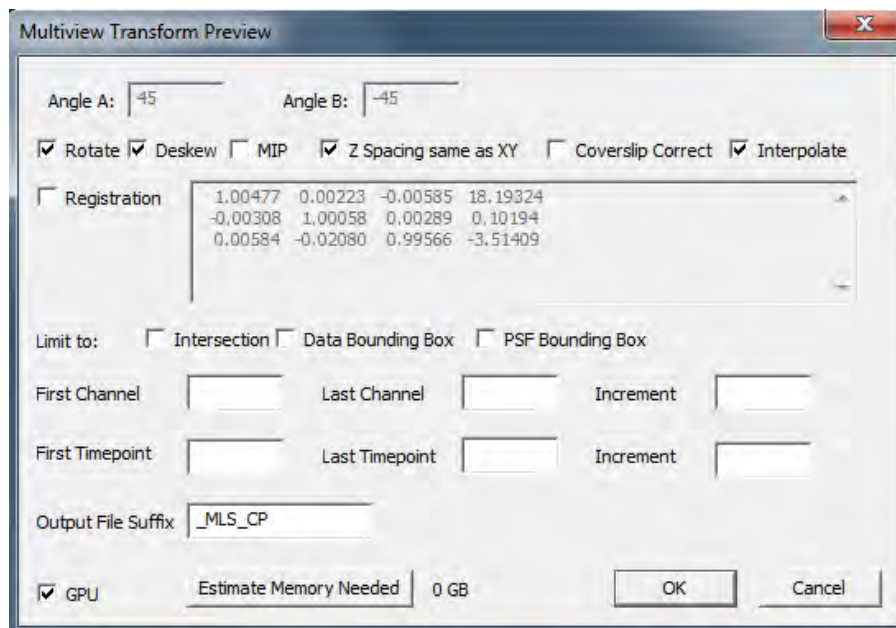 Multiview Transform Preview
Angle A: 45 Angle B: -45
Rotate Deskew MIP Z Spacing same as XY Coverslip Correct Interpolate
Registration 1.00477 0.00223 -0.00585 18.19324
-0.00308 1.00058 0.00289 0.10194
0.00584 -0.02080 0.99566 -3.51409
Limit to: Intersection Data Bounding Box PSF Bounding Box
First Channel Last Channel Increment
First Timepoint Last Timepoint Increment
Output File Suffix _MLS_CP
GPU Estimate Memory Needed 0 GB OK Cancel